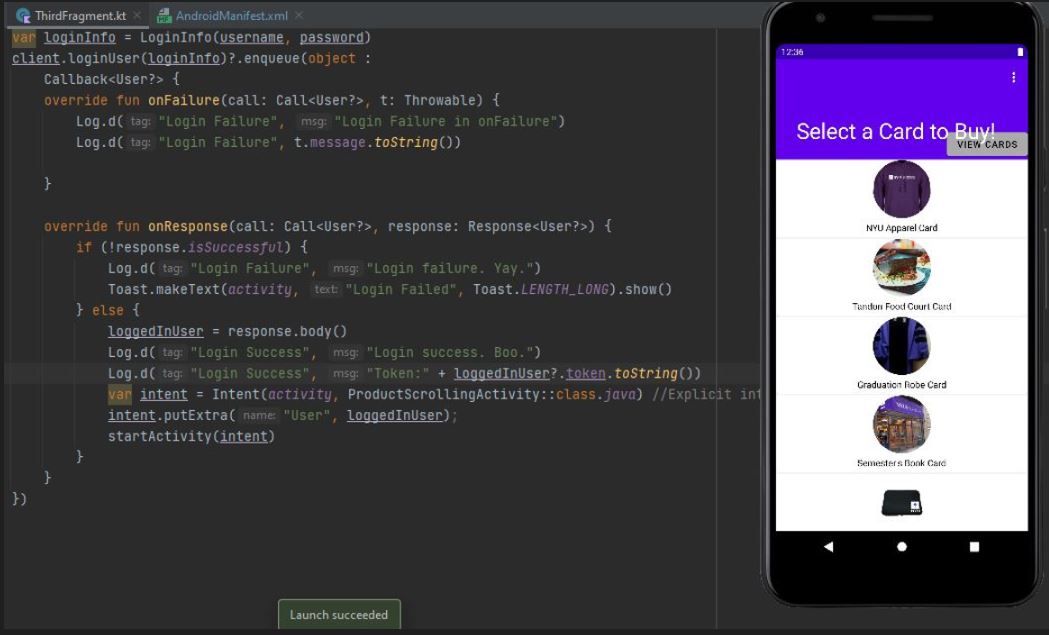 ThirdFragment.kt
AndroidManifest.xml
var loginInfo = LoginInfo(username, password)
client.loginUser(loginInfo)?.enqueue(object :
Callback<User?> {
override fun onFailure(call: Call<User?>, t: Throwable) {
Log.d( tag: "Login Failure", msg: "Login Failure in onFailure")
Log.d( tag: "Login Failure", t.message.toString())
}
override fun onResponse(call: Call<User?>, response: Response<User?>) {
if (!response.isSuccessful) {
Log.d( tag: "Login Failure", msg: "Login failure. Yay.")
Toast.makeText(activity, text: "Login Failed", Toast.LENGTH_LONG).show()
} else {
loggedInUser = response.body()
Log.d( tag: "Login Success", msg: "Login success. Boo.")
Log.d( tag: "Login Success", msg: "Token:" + loggedInUser?.token.toString())
var intent = Intent(activity, ProductScrollingActivity::class.java) //Explicit int
intent.putExtra( name: "User", loggedInUser);
startActivity(intent)
}
}
})
Launch succeeded
12:36
Select a Card to Buy!
VIEW CARDS
NYU Apparel Card
Tandon Food Court Card
Graduation Robe Card
Semester's Book Card